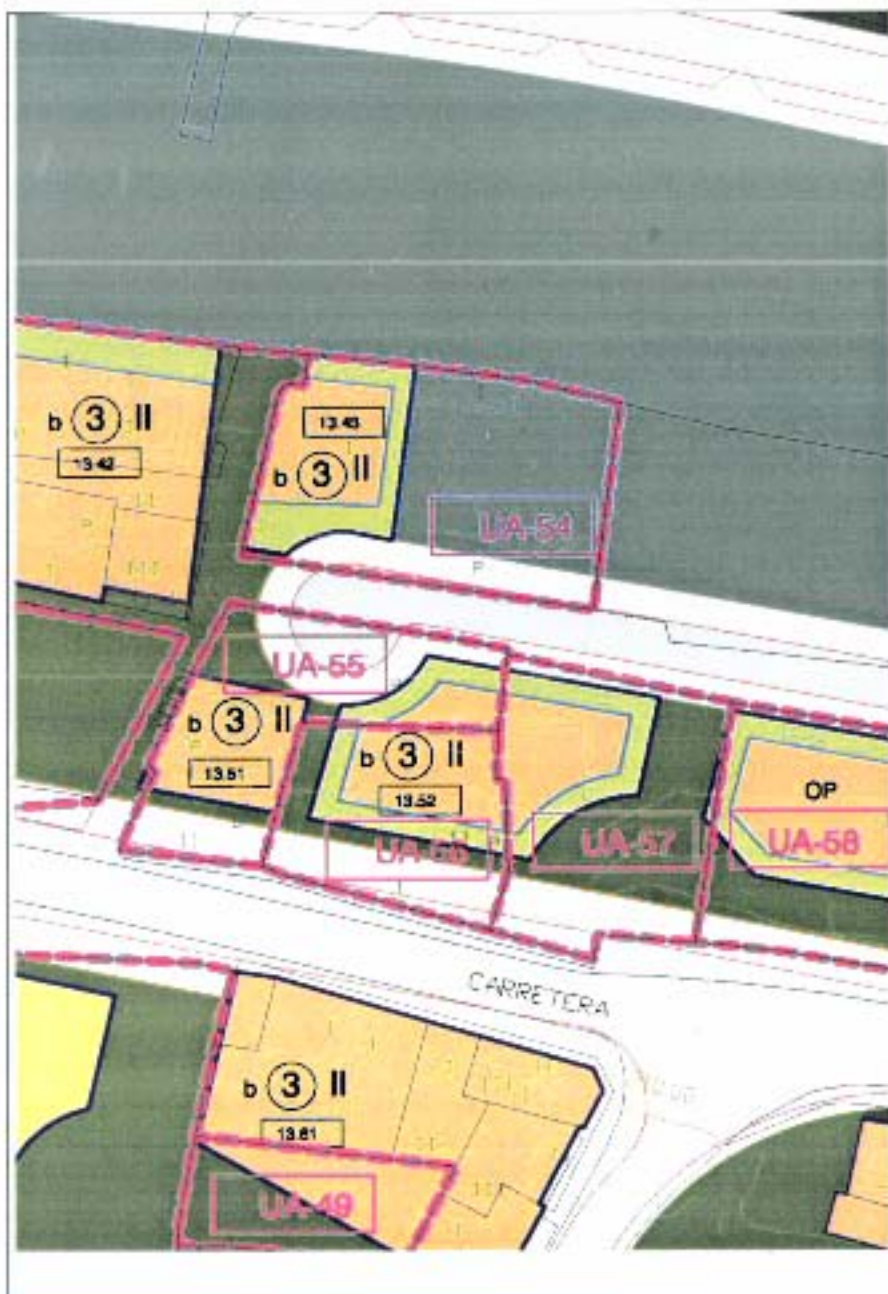 b 3 II
13.42
13.43
b 3 II
UA-54
P
UA-55
b 3 II
13.51
b 3 II
13.52
OP
UA-56
UA-57
UA-58
CARRETERA
b 3 II
13.61
UA-49